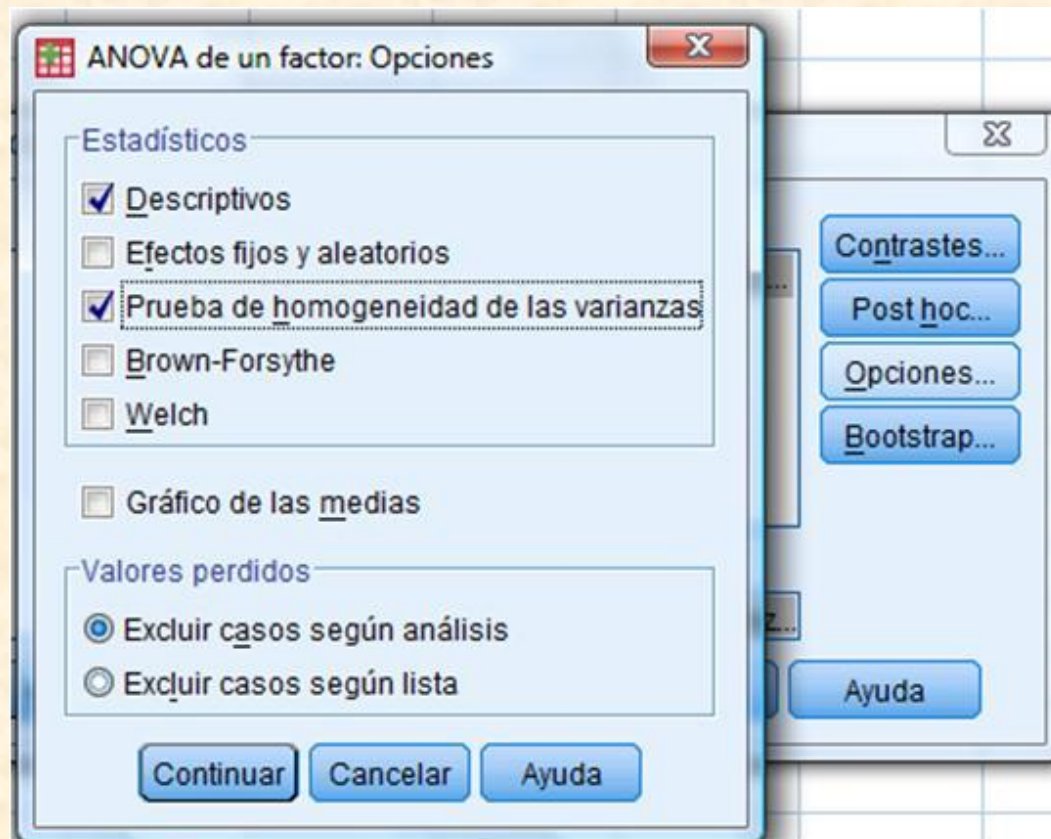 ANOVA de un factor: Opciones
Estadísticos
Descriptivos
Efectos fijos y aleatorios
Prueba de homogeneidad de las varianzas
Brown-Forsythe
Welch
Gráfico de las medias
Valores perdidos
Excluir casos según análisis
Excluir casos según lista
Continuar
Cancelar
Ayuda
Contrastes...
Post hoc...
Opciones...
Bootstrap...
Ayuda